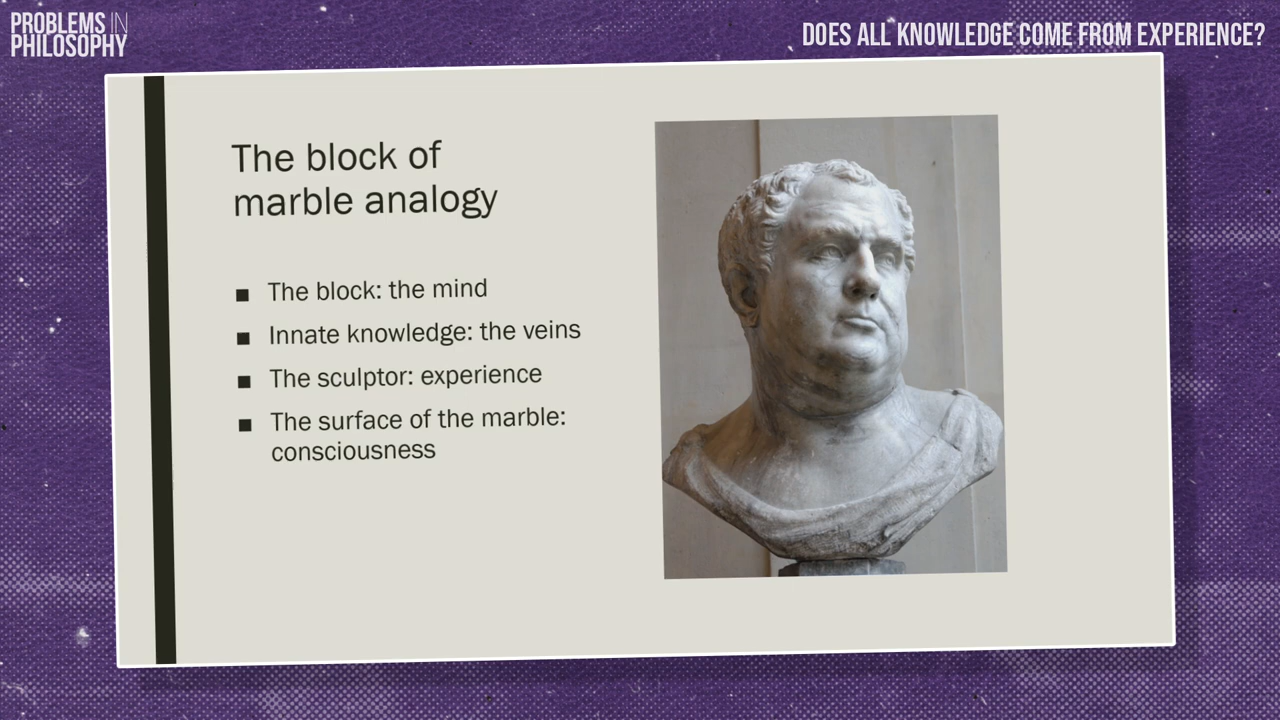 PROBLEMS IN
PHILOSOPHY
DOES ALL KNOWLEDGE COME FROM EXPERIENCE?
The block of
marble analogy
■ The block: the mind
■ Innate knowledge: the veins
■ The sculptor: experience
■ The surface of the marble:
consciousness